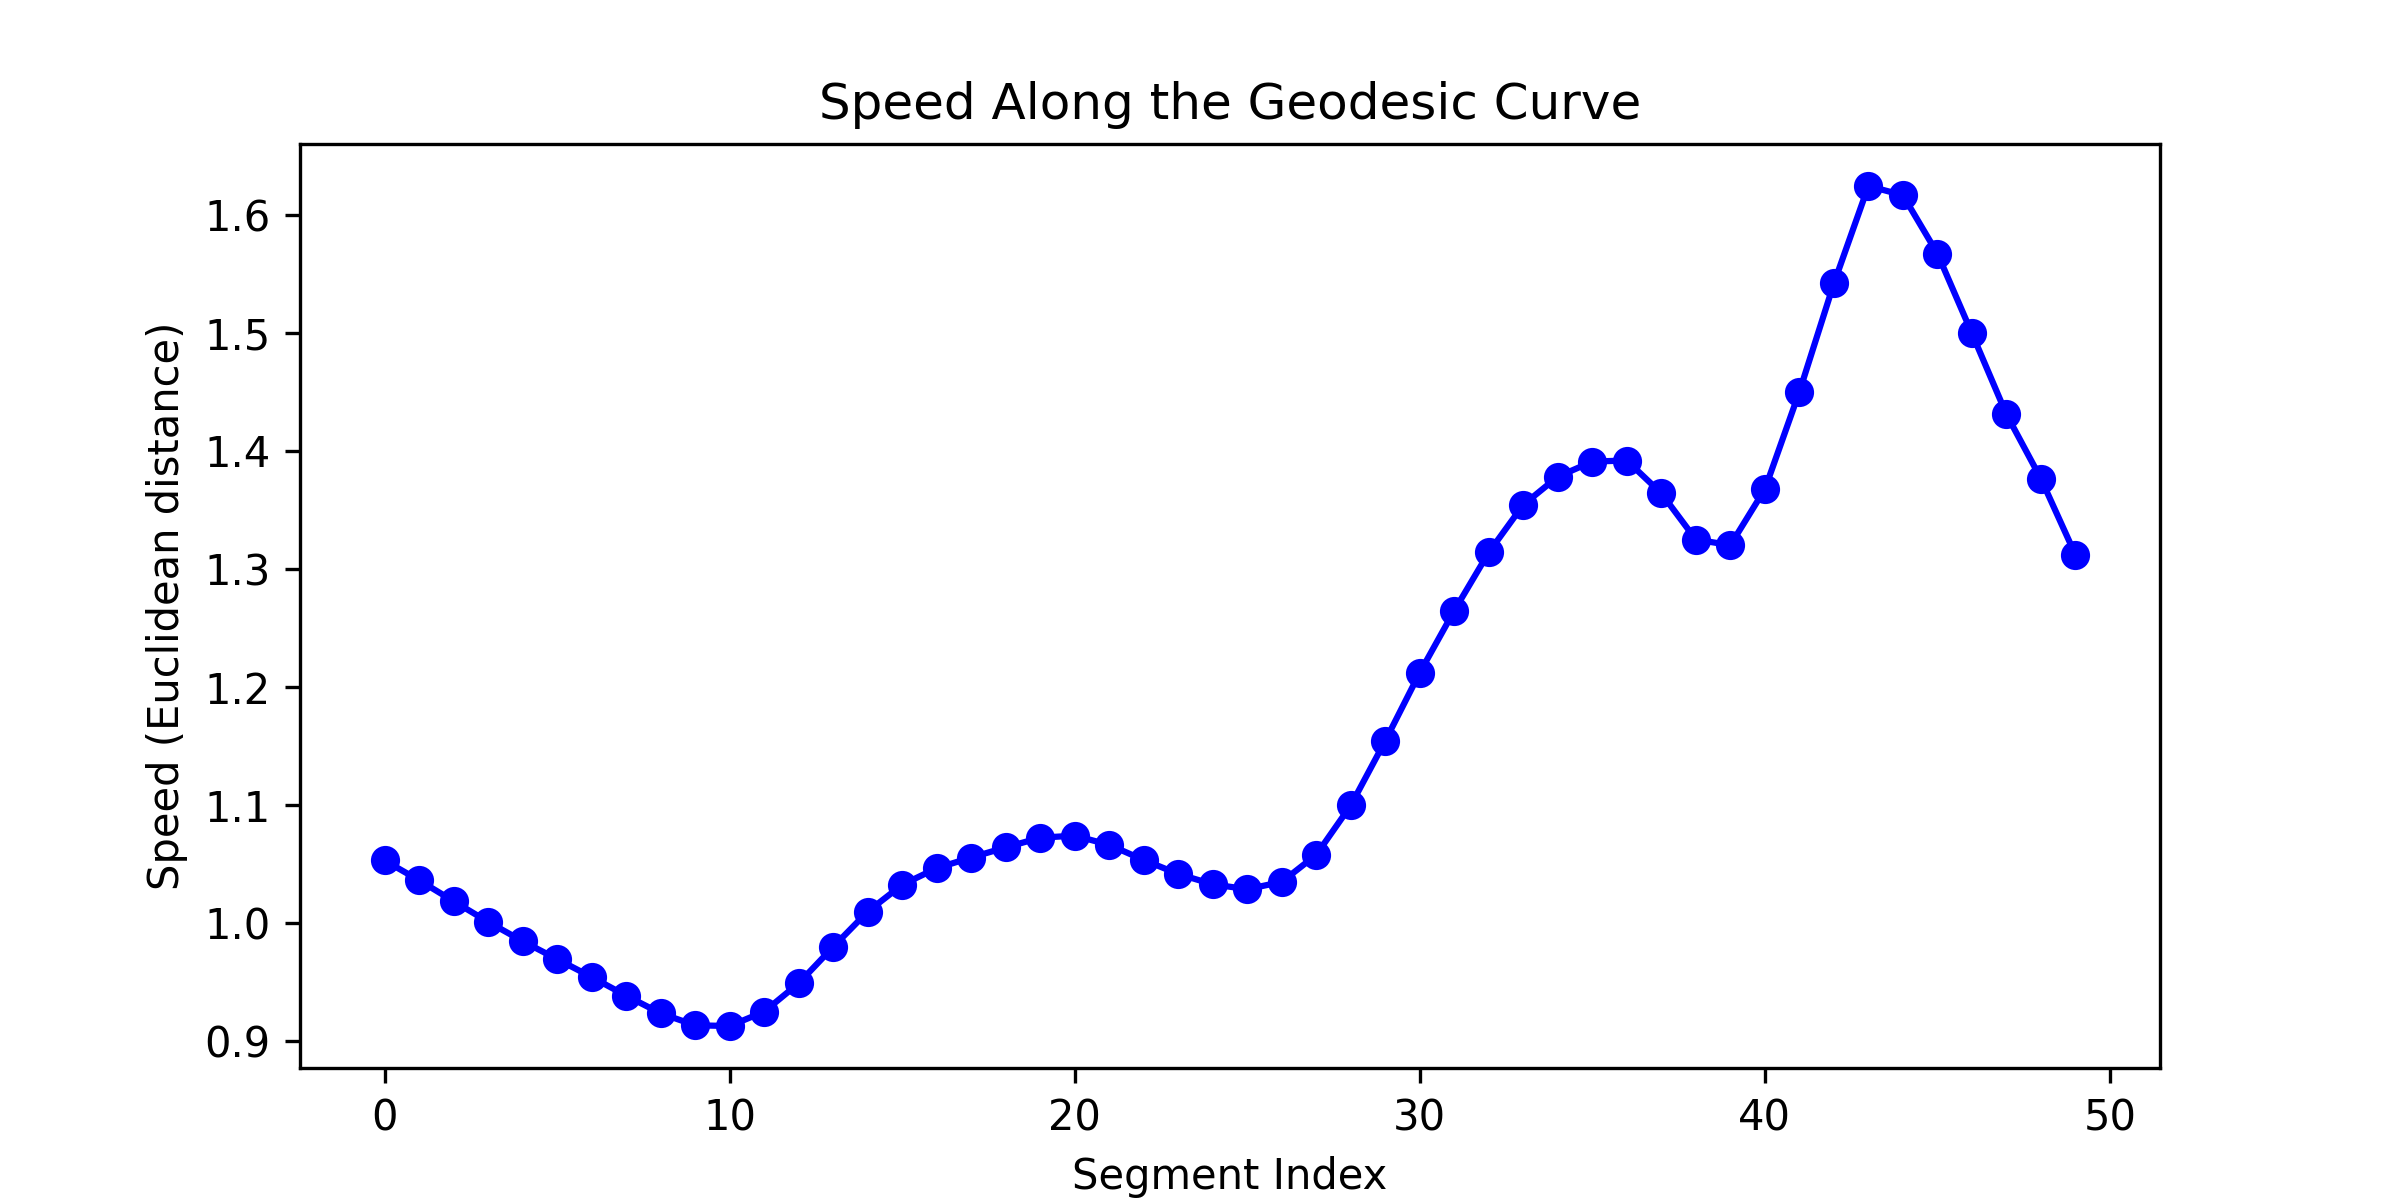 Speed Along the Geodesic Curve
Speed (Euclidean distance)
1.6
1.5
1.4
1.3
1.2
1.1
1.0
0.9
0 10 20 30 40 50
Segment Index